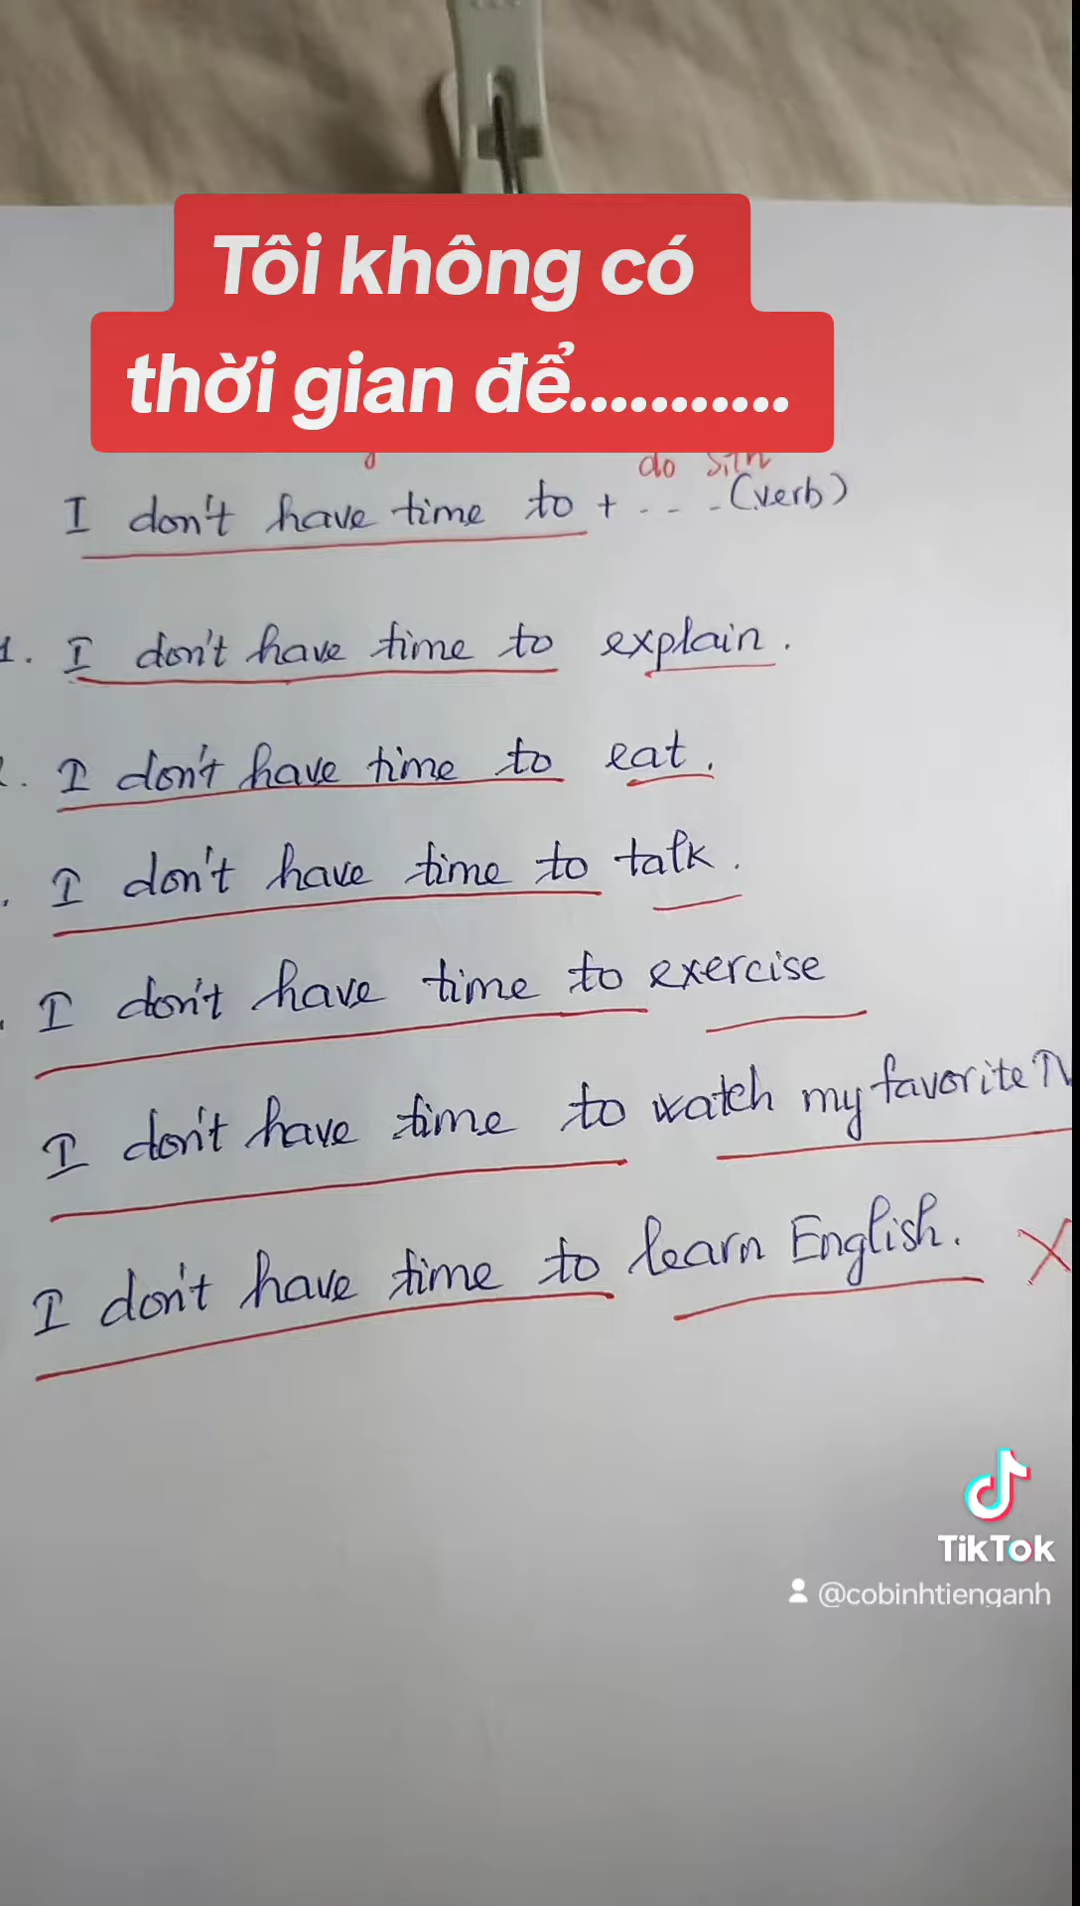 Tôi không có
thời gian để...........
do sth
I don't have time to + ... (verb)
1. I don't have time to explain.
I don't have time to eat.
I don't have time to talk.
I don't have time to exercise
I don't have time to watch my favorite TV
I don't have time to learn English. X
TikTok
@cobinhtienganh